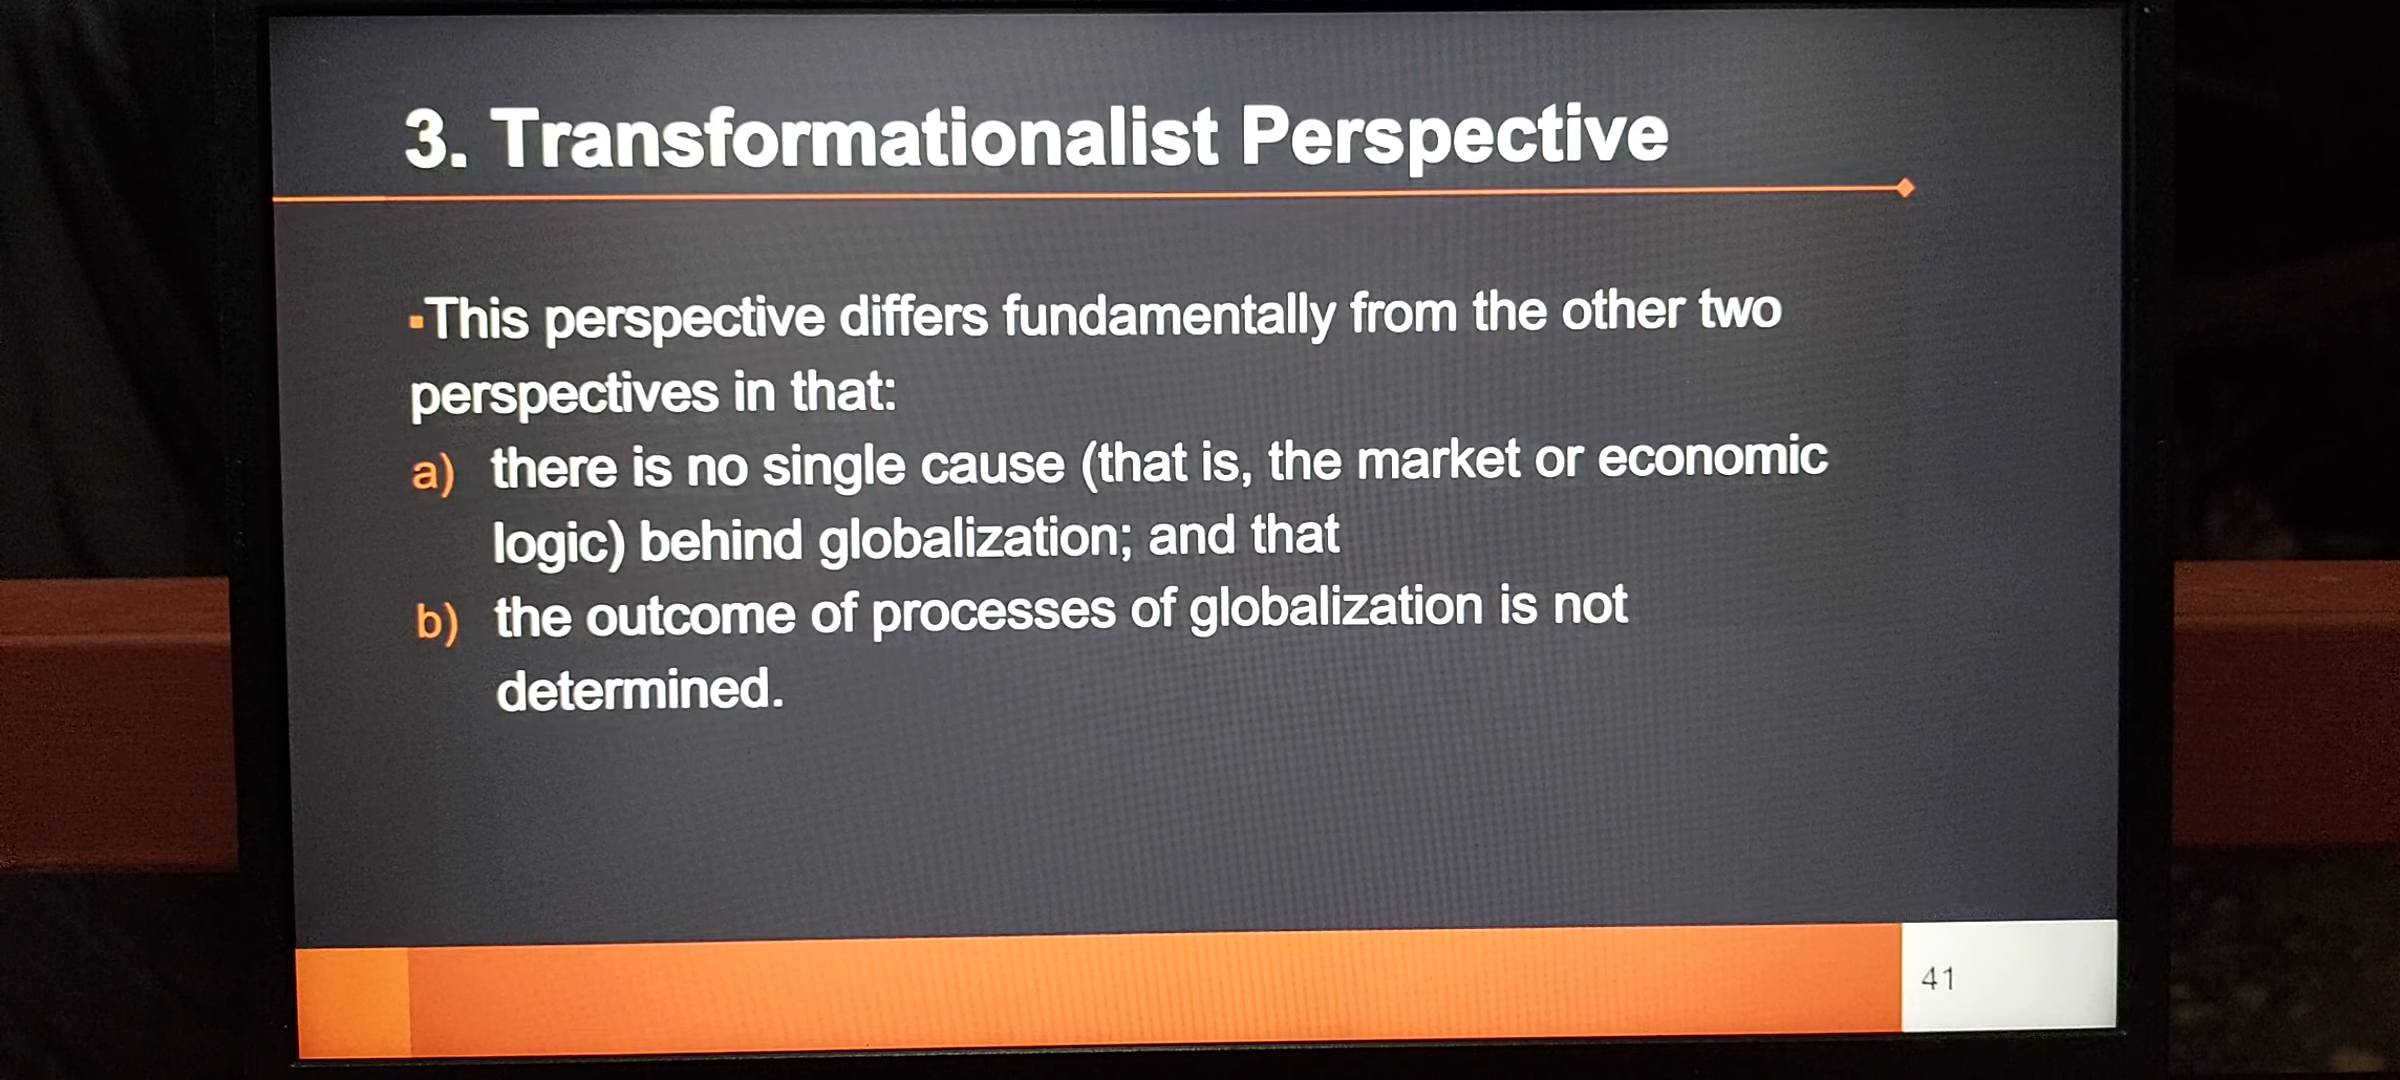 3. Transformationalist Perspective
▪This perspective differs fundamentally from the other two
perspectives in that:
a) there is no single cause (that is, the market or economic
logic) behind globalization; and that
b) the outcome of processes of globalization is not
determined.
41